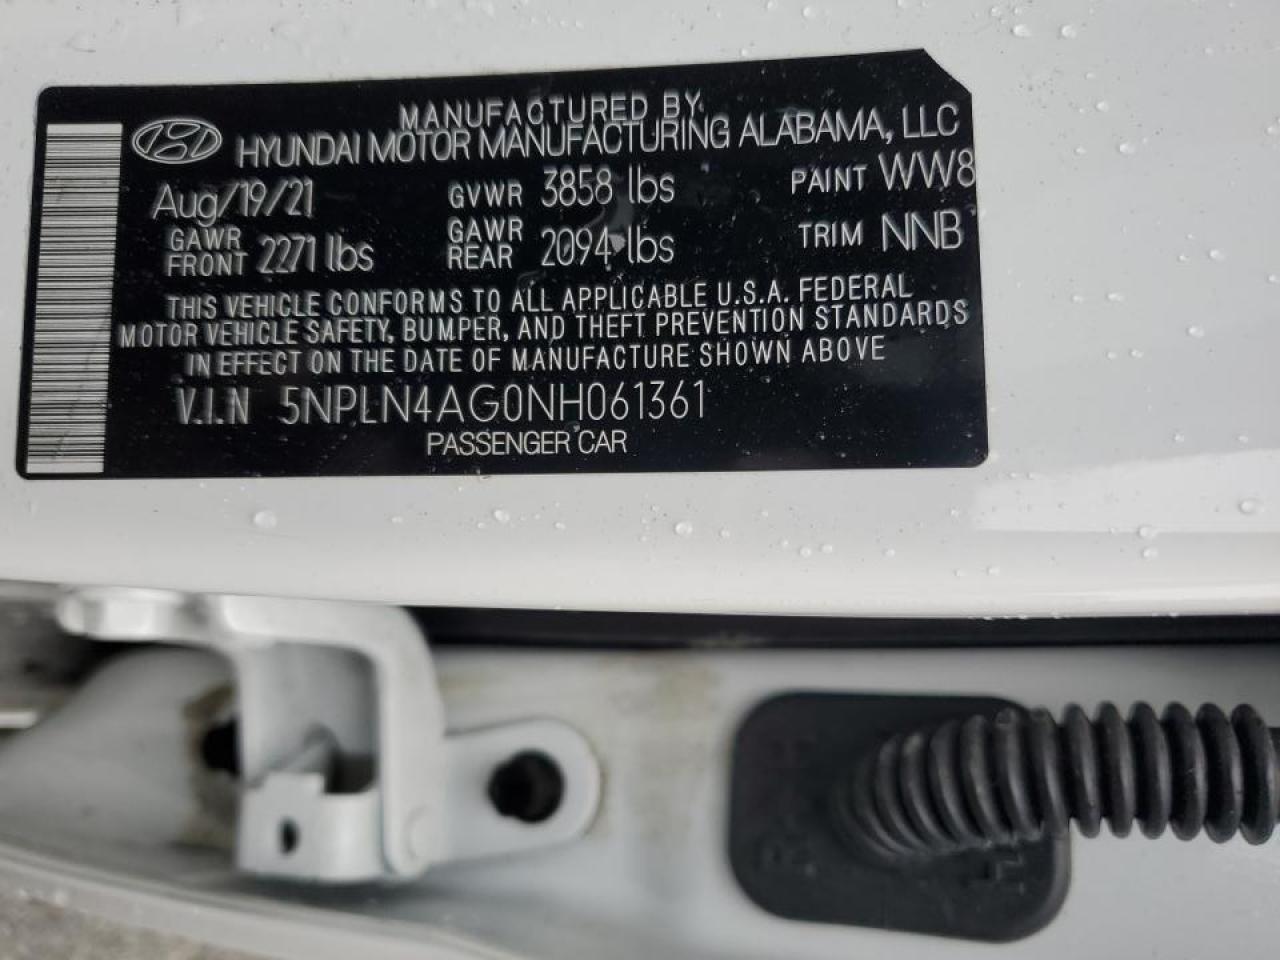 MANUFACTURED BY
HYUNDAI MOTOR MANUFACTURING ALABAMA, LLC
Aug/19/21 GVWR 3858 lbs PAINT WW8
GAWR FRONT 2271 lbs GAWR REAR 2094 lbs TRIM NNB
THIS VEHICLE CONFORMS TO ALL APPLICABLE U.S.A. FEDERAL
MOTOR VEHICLE SAFETY, BUMPER, AND THEFT PREVENTION STANDARDS
IN EFFECT ON THE DATE OF MANUFACTURE SHOWN ABOVE
V.I.N 5NPLN4AG0NH061361
PASSENGER CAR